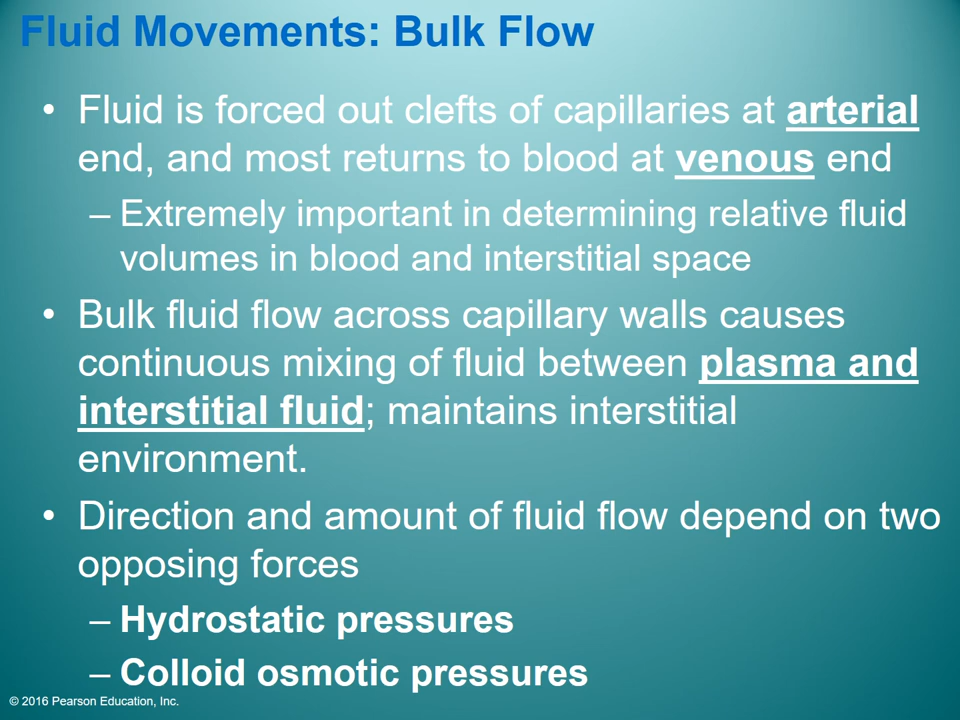 Fluid Movements: Bulk Flow
• Fluid is forced out clefts of capillaries at arterial
end, and most returns to blood at venous end
– Extremely important in determining relative fluid
volumes in blood and interstitial space
• Bulk fluid flow across capillary walls causes
continuous mixing of fluid between plasma and
interstitial fluid; maintains interstitial
environment.
• Direction and amount of fluid flow depend on two
opposing forces
– Hydrostatic pressures
– Colloid osmotic pressures
© 2016 Pearson Education, Inc.